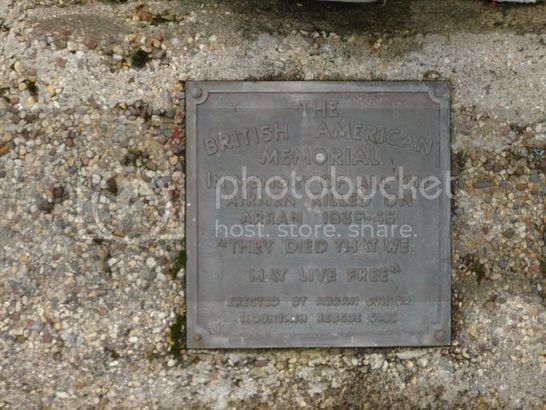 THE
BRITISH AMERICAN
MEMORIAL
AIRMEN KILLED ON
ARRAN 1939-45
"THEY DIED THAT WE
MAY LIVE FREE"
ERECTED BY ARRAN JUNIOR
MOUNTAIN RESCUE CLUB
photobucket
host. store. share.